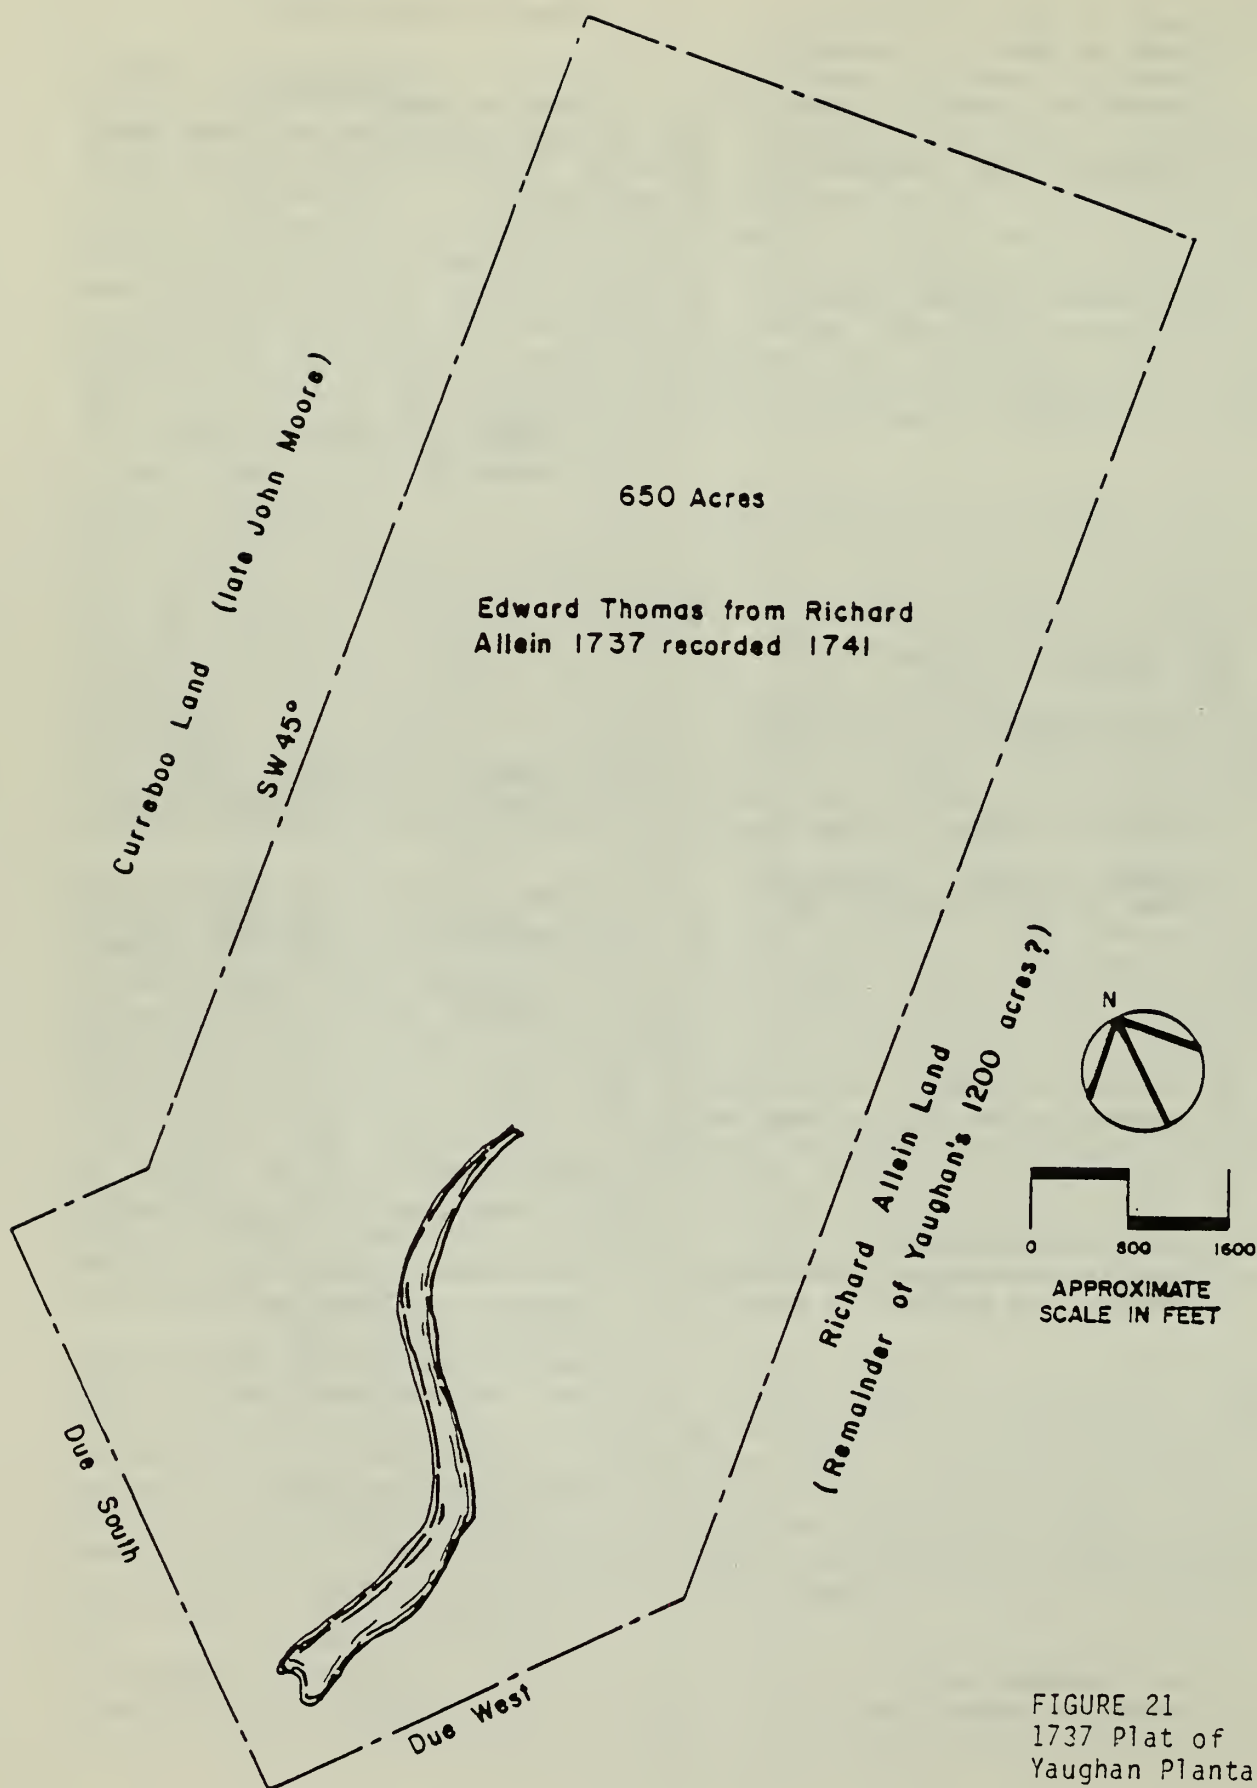 Curreboo Land (late John Moore)
SW 45°
650 Acres
Edward Thomas from Richard
Allein 1737 recorded 1741
Richard Allein Land
(Remainder of Yaughan's 1200 acres?)
N
0 800 1600
APPROXIMATE
SCALE IN FEET
Due South
Due West
FIGURE 21
1737 Plat of
Yaughan Planta